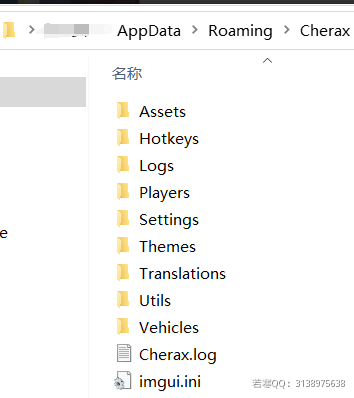 AppData > Roaming > Cherax
名称
Assets
Hotkeys
Logs
Players
Settings
Themes
Translations
e
Utils
Vehicles
Cherax.log
imgui.ini
若寒QQ：3138975638